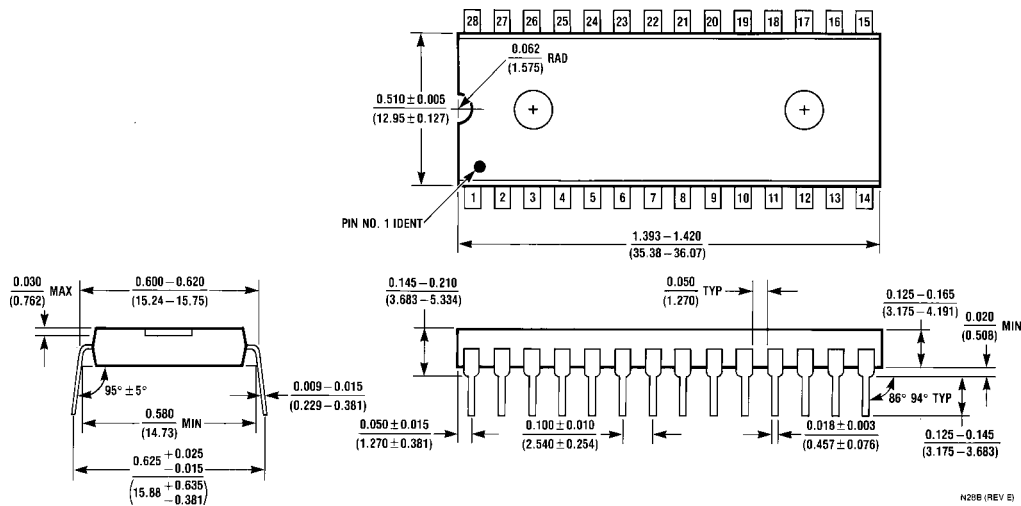 28 27 26 25 24 23 22 21 20 19 18 17 16 15
0.062
(1.575)
RAD
0.510 ± 0.005
(12.95 ± 0.127)
PIN NO. 1 IDENT
1 2 3 4 5 6 7 8 9 10 11 12 13 14
1.393 – 1.420
(35.38 – 36.07)
0.030
(0.762)
MAX
0.600 – 0.620
(15.24 – 15.75)
95° ±5°
0.580
(14.73)
MIN
0.009 – 0.015
(0.229 – 0.381)
0.625 +0.025
-0.015
(15.88 +0.635
-0.381)
0.145 – 0.210
(3.683 – 5.334)
0.050
(1.270)
TYP
0.125 – 0.165
(3.175 – 4.191)
0.020
(0.508)
MIN
86° 94° TYP
0.050 ± 0.015
(1.270 ± 0.381)
0.100 ± 0.010
(2.540 ± 0.254)
0.018 ± 0.003
(0.457 ± 0.076)
0.125 – 0.145
(3.175 – 3.683)
N28B (REV E)